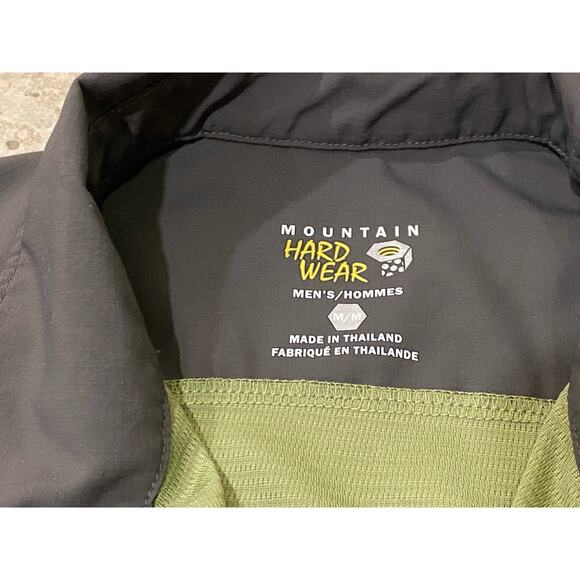 MOUNTAIN
HARD
WEAR
MEN'S/HOMMES
M/M
MADE IN THAILAND
FABRIQUÉ EN THAILANDE